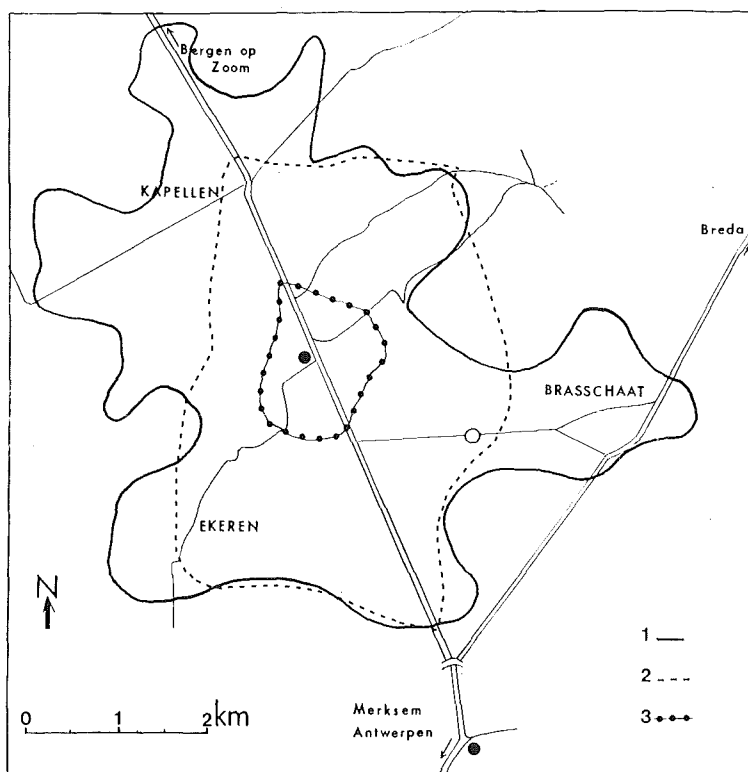 Bergen op
Zoom
KAPELLEN
Breda
BRASSCHAAT
EKEREN
N
1
2
3
0 1 2km
Merksem
Antwerpen